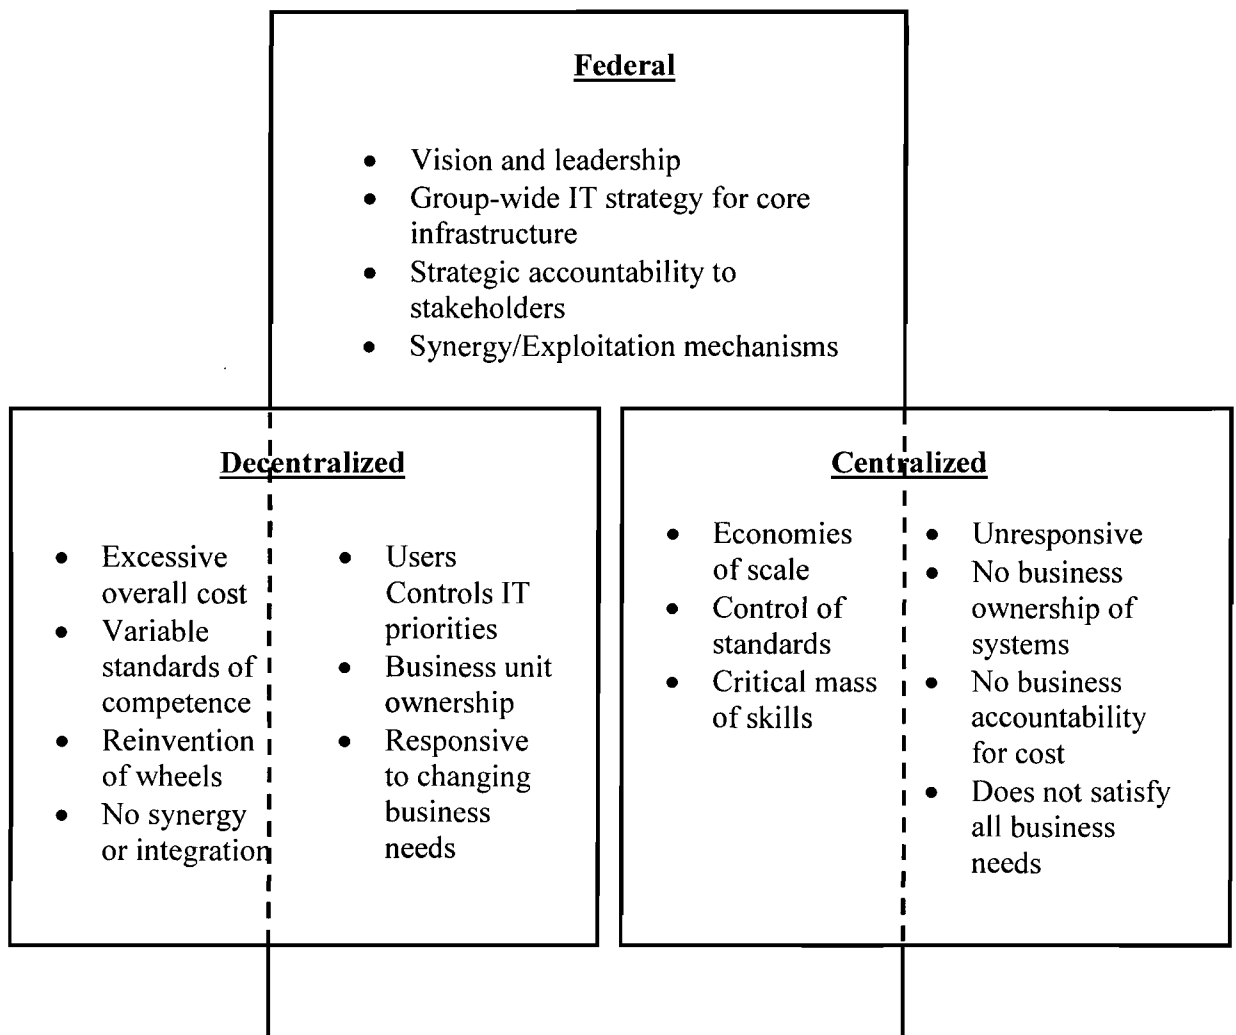 Federal
• Vision and leadership
• Group-wide IT strategy for core
infrastructure
• Strategic accountability to
stakeholders
• Synergy/Exploitation mechanisms
Decentralized
• Excessive
overall cost
• Variable
standards of
competence
• Reinvention
of wheels
• No synergy
or integration
• Users
Controls IT
priorities
• Business unit
ownership
• Responsive
to changing
business
needs
Centralized
• Economies
of scale
• Control of
standards
• Critical mass
of skills
• Unresponsive
• No business
ownership of
systems
• No business
accountability
for cost
• Does not satisfy
all business
needs